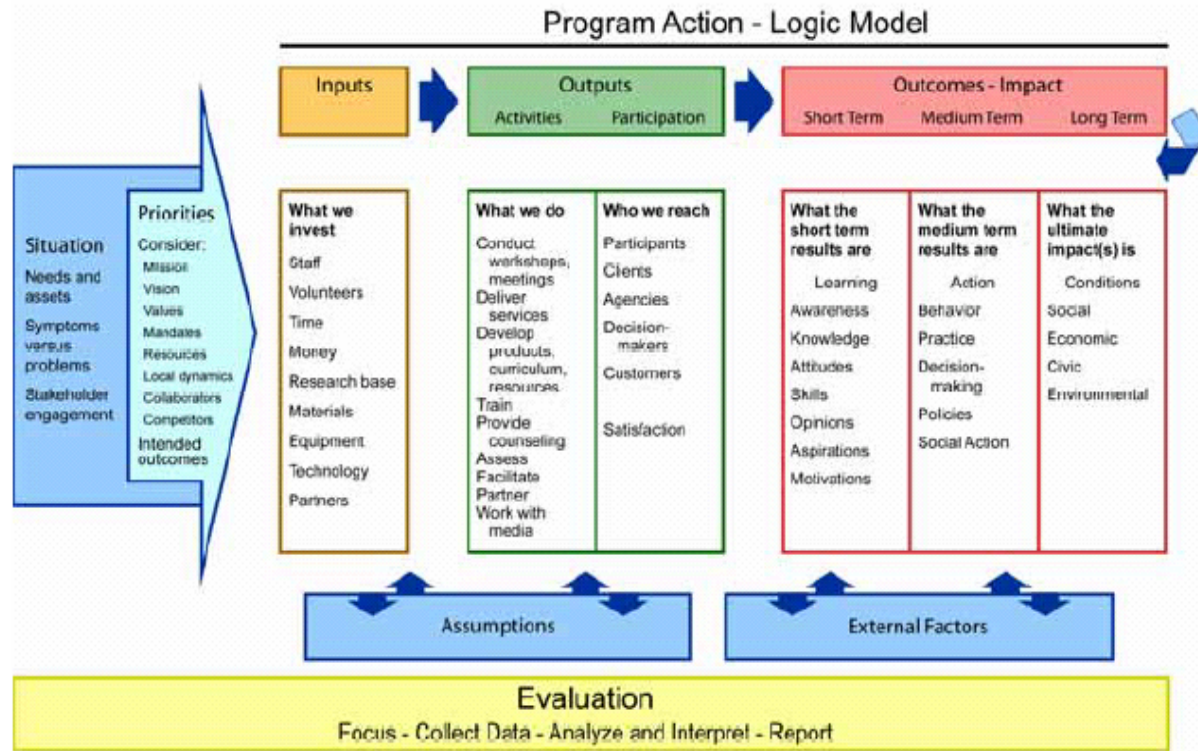 Program Action - Logic Model
Inputs
Outputs
Activities
Participation
Outcomes - Impact
Short Term
Medium Term
Long Term
Situation
Needs and
assets
Symptoms
versus
problems
Stakeholder
engagement
Priorities
Consider:
Mission
Vision
Values
Mandates
Resources
Local dynamics
Collaborators
Competitors
Intended
outcomes
What we
invest
Staff
Volunteers
Time
Money
Research base
Materials
Equipment
Technology
Partners
What we do
Conduct
workshops,
meetings
Deliver
services
Develop
products,
curriculum,
resources
Train
Provide
counseling
Assess
Facilitate
Partner
Work with
media
Who we reach
Participants
Clients
Agencies
Decision-
makers
Customers
Satisfaction
What the
short term
results are
Learning
Awareness
Knowledge
Attitudes
Skills
Opinions
Aspirations
Motivations
What the
medium term
results are
Action
Behavior
Practice
Decision-
making
Policies
Social Action
What the
ultimate
impact(s) is
Conditions
Social
Economic
Civic
Environmental
Assumptions
External Factors
Evaluation
Focus - Collect Data - Analyze and Interpret - Report